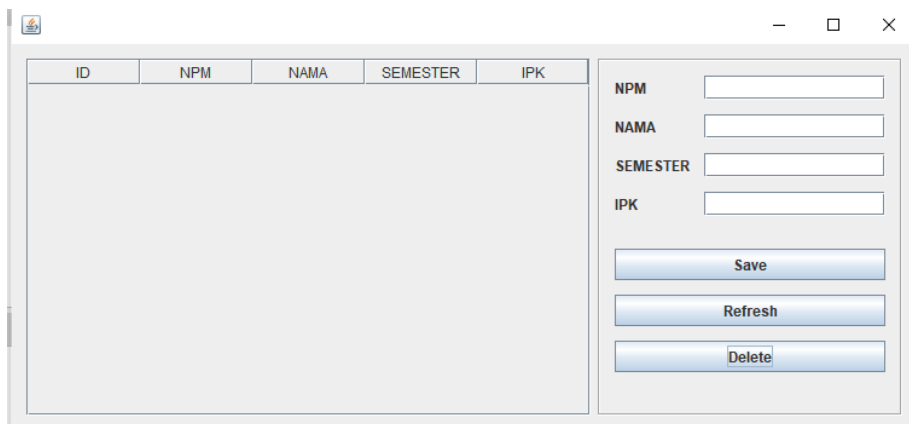 ID NPM NAMA SEMESTER IPK
NPM
NAMA
SEMESTER
IPK
Save
Refresh
Delete